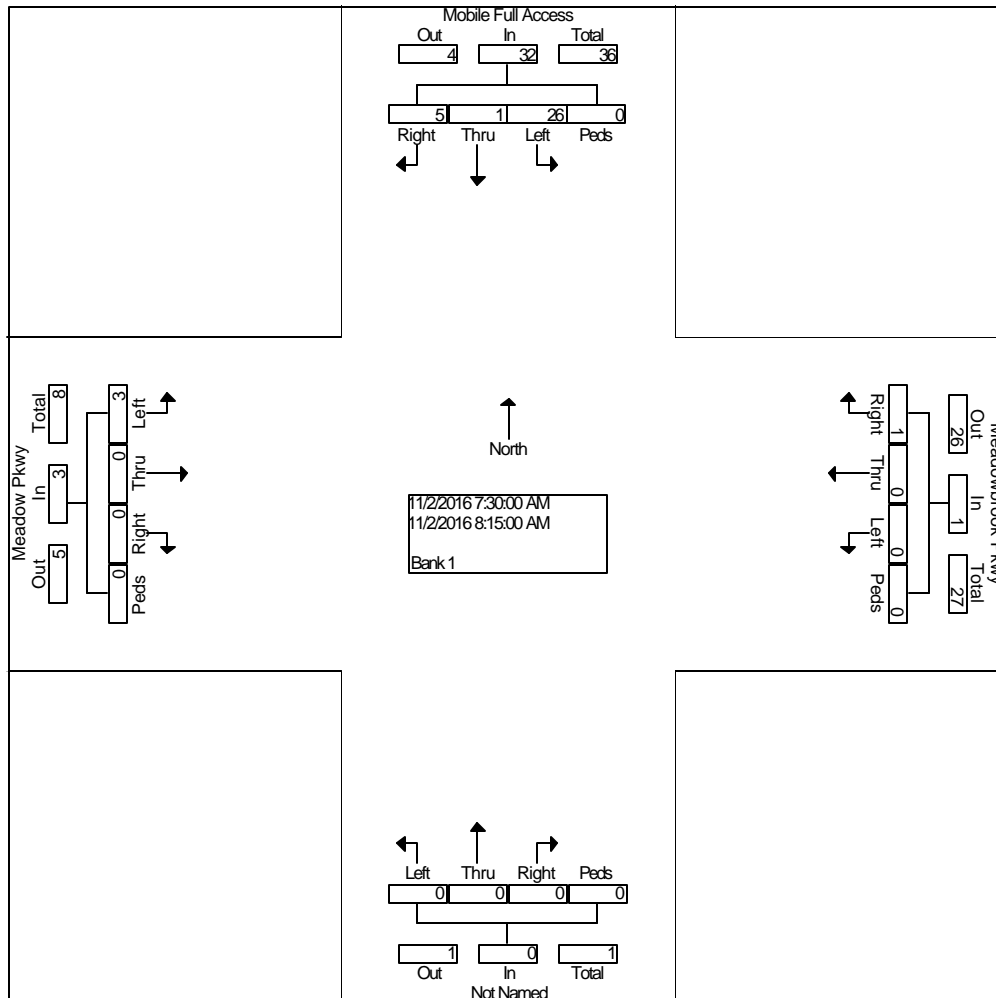 Mobile Full Access
Out In Total
4 32 36
5 1 26 0
Right Thru Left Peds
Meadow Pkwy
Total In Out
8 3 5
3 0 0 0
Left Thru Right Peds
North
11/2/2016 7:30:00 AM
11/2/2016 8:15:00 AM
Bank 1
Right Thru Left Peds
1 0 0 0
Out In Total
26 1 27
Left Thru Right Peds
0 0 0 0
1 0 1
Out In Total
Not Named